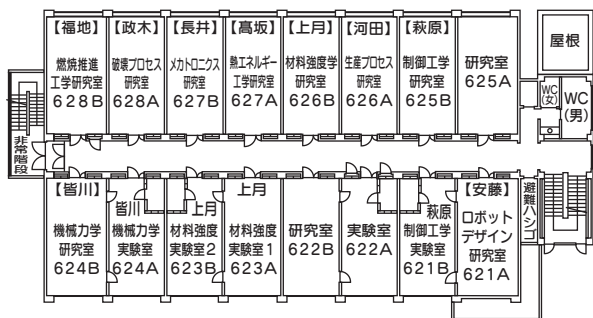 【福地】
燃焼推進
工学研究室
628B
【政木】
破壊プロセス
研究室
628A
【長井】
メカトロニクス
研究室
627B
【髙坂】
熱エネルギー
工学研究室
627A
【上月】
材料強度学
研究室
626B
【河田】
生産プロセス
研究室
626A
【萩原】
制御工学
研究室
625B
研究室
625A
屋根
WC
(女)
WC
(男)
非常階段
【皆川】
機械力学
研究室
624B
皆川
機械力学
実験室
624A
上月
材料強度
実験室2
623B
上月
材料強度
実験室1
623A
研究室
622B
実験室
622A
萩原
制御工学
実験室
621B
【安藤】
ロボット
デザイン
研究室
621A
避難ハシゴ